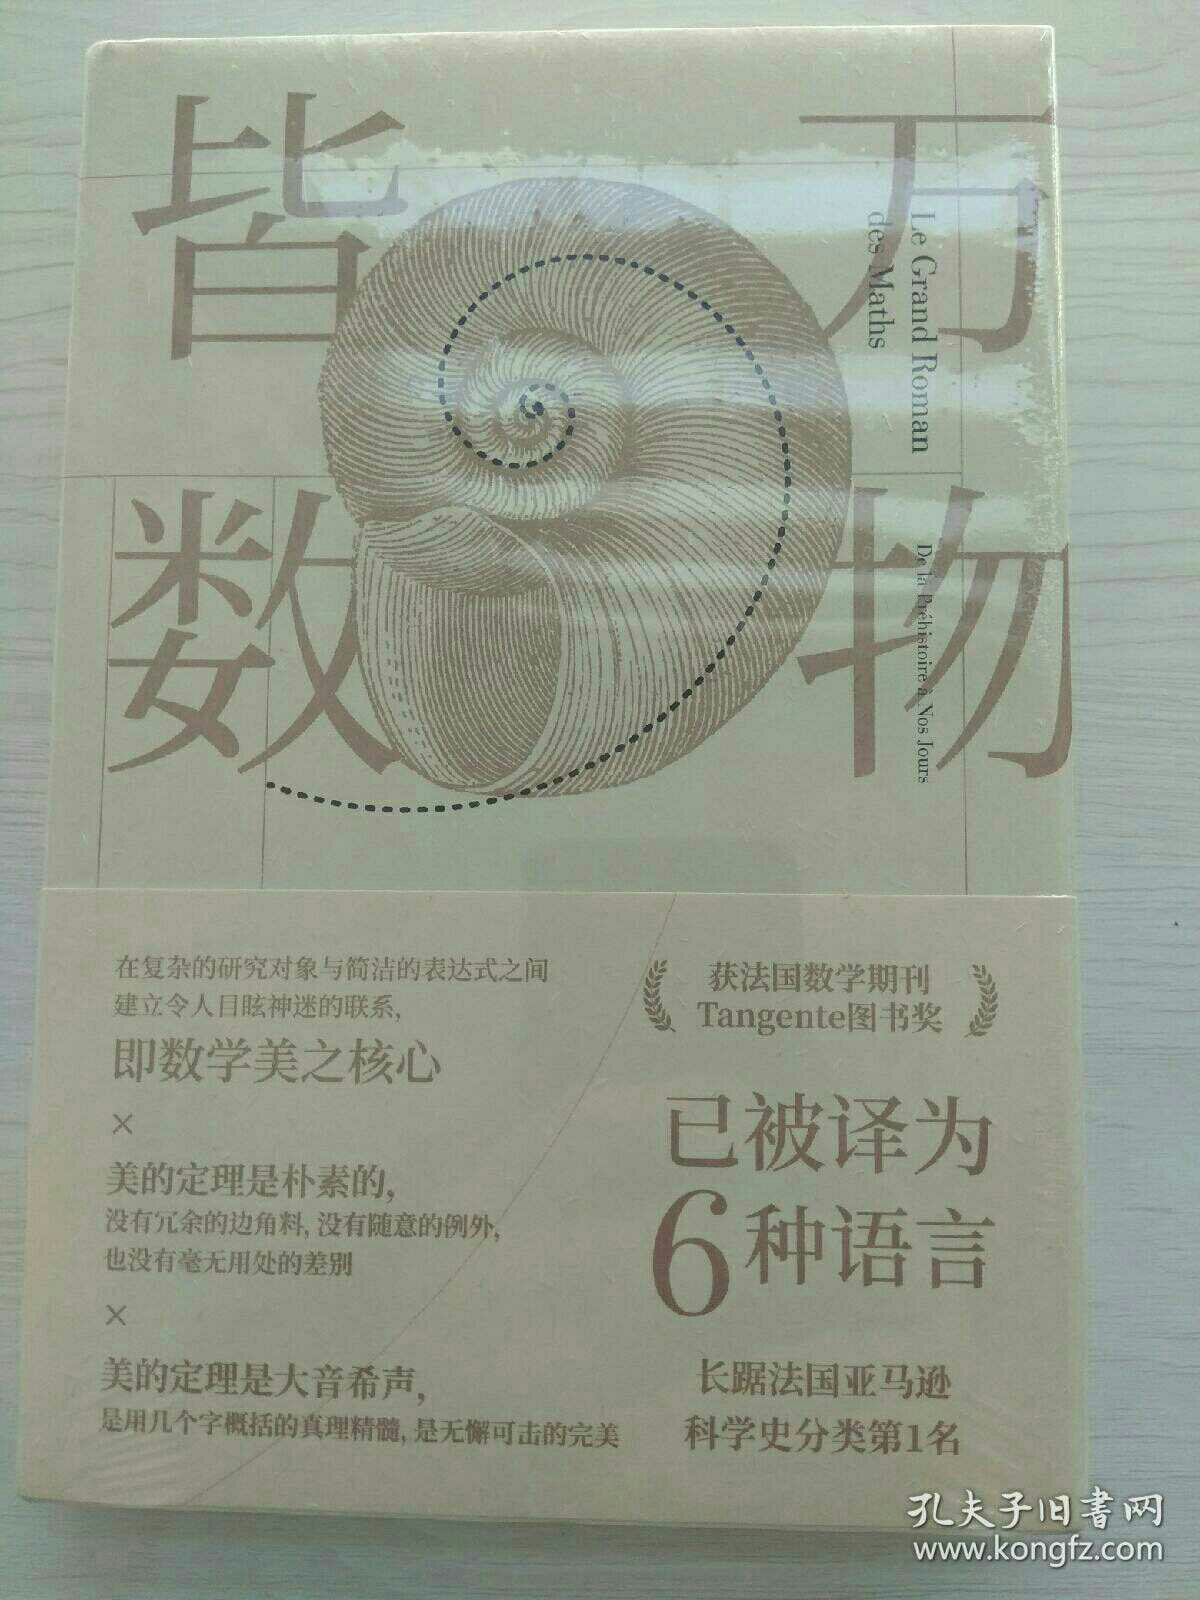 万物
皆数
Le Grand Roman
des Maths
De la Préhistoire à Nos Jours
在复杂的研究对象与简洁的表达式之间
建立令人目眩神迷的联系,
即数学美之核心
×
美的定理是朴素的,
没有冗余的边角料, 没有随意的例外,
也没有毫无用处的差别
×
美的定理是大音希声,
是用几个字概括的真理精髓, 是无懈可击的完美
获法国数学期刊
Tangente图书奖
已被译为
6种语言
长踞法国亚马逊
科学史分类第1名
孔夫子旧書网
www.kongfz.com